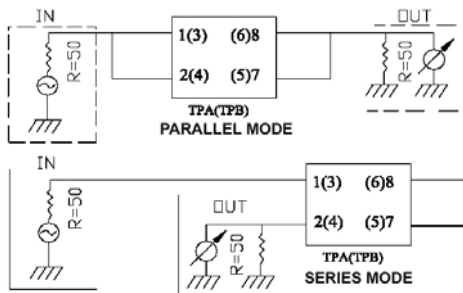 IN
OUT
R=50
1(3) (6)8
2(4) (5)7
R=50
TPA(TPB)
PARALLEL MODE
IN
R=50
1(3) (6)8
2(4) (5)7
OUT
R=50
TPA(TPB)
SERIES MODE